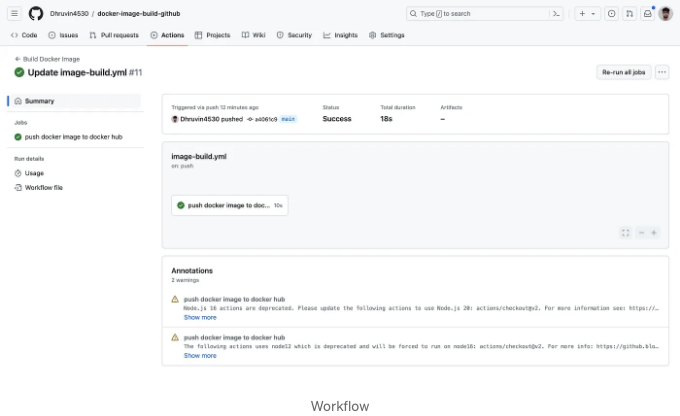 Dhruvin4530 / docker-image-build-github
Type / to search
Code Issues Pull requests Actions Projects Wiki Security Insights Settings
← Build Docker Image
Update image-build.yml #11
Re-run all jobs
Summary
Jobs
push docker image to docker hub
Run details
Usage
Workflow file
Triggered via push 12 minutes ago
Dhruvin4530 pushed a4061c9 main
Status
Success
Total duration
18s
Artifacts
–
image-build.yml
on: push
push docker image to doc... 10s
Annotations
2 warnings
push docker image to docker hub
Node.js 16 actions are deprecated. Please update the following actions to use Node.js 20: actions/checkout@v2. For more information see: https://…
Show more
push docker image to docker hub
The following actions uses node12 which is deprecated and will be forced to run on node16: actions/checkout@v2. For more info: https://github.blo…
Show more
Workflow